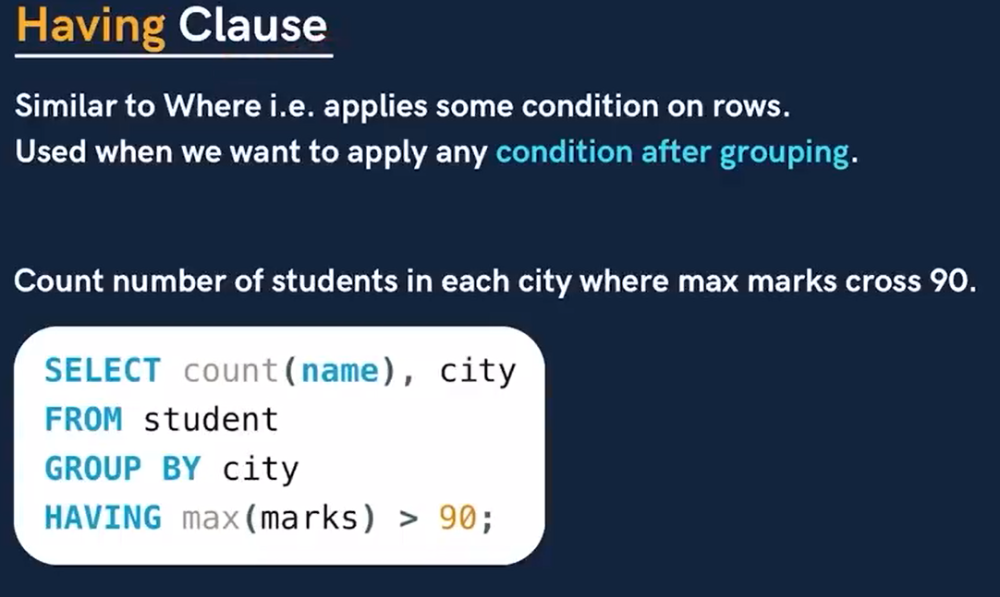 Having Clause
Similar to Where i.e. applies some condition on rows.
Used when we want to apply any condition after grouping.
Count number of students in each city where max marks cross 90.
SELECT count(name), city
FROM student
GROUP BY city
HAVING max(marks) > 90;